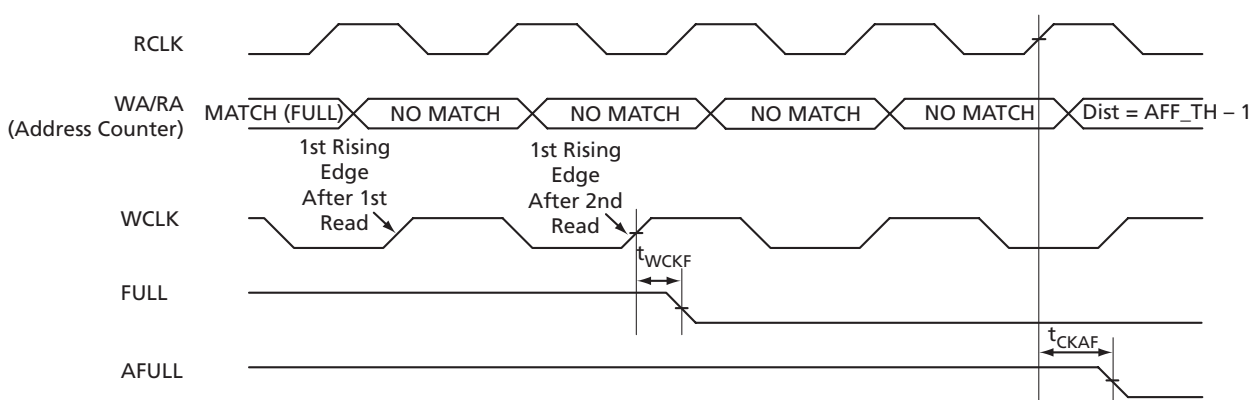 RCLK
WA/RA
(Address Counter)
MATCH (FULL)
NO MATCH
NO MATCH
NO MATCH
NO MATCH
Dist = AFF_TH – 1
1st Rising
Edge
After 1st
Read
1st Rising
Edge
After 2nd
Read
WCLK
tWCKF
FULL
tCKAF
AFULL